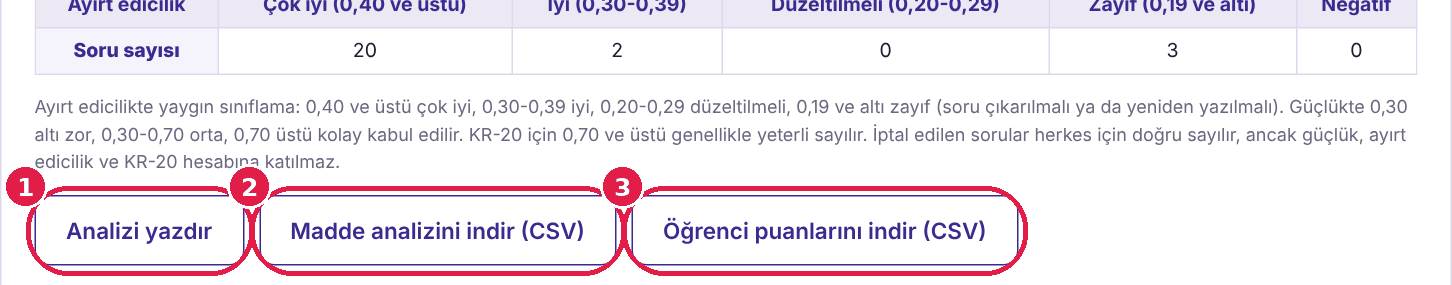 Ayırt edicilik Çok iyi (0,40 ve üstü) İyi (0,30-0,39) Düzeltilmeli (0,20-0,29) Zayıf (0,19 ve altı) Negatif
Soru sayısı 20 2 0 3 0
Ayırt edicilikte yaygın sınıflama: 0,40 ve üstü çok iyi, 0,30-0,39 iyi, 0,20-0,29 düzeltilmeli, 0,19 ve altı zayıf (soru çıkarılmalı ya da yeniden yazılmalı). Güçlükte 0,30
altı zor, 0,30-0,70 orta, 0,70 üstü kolay kabul edilir. KR-20 için 0,70 ve üstü genellikle yeterli sayılır. İptal edilen sorular herkes için doğru sayılır, ancak güçlük, ayırt
edicilik ve KR-20 hesabına katılmaz.
1 2 3
Analizi yazdır Madde analizini indir (CSV) Öğrenci puanlarını indir (CSV)